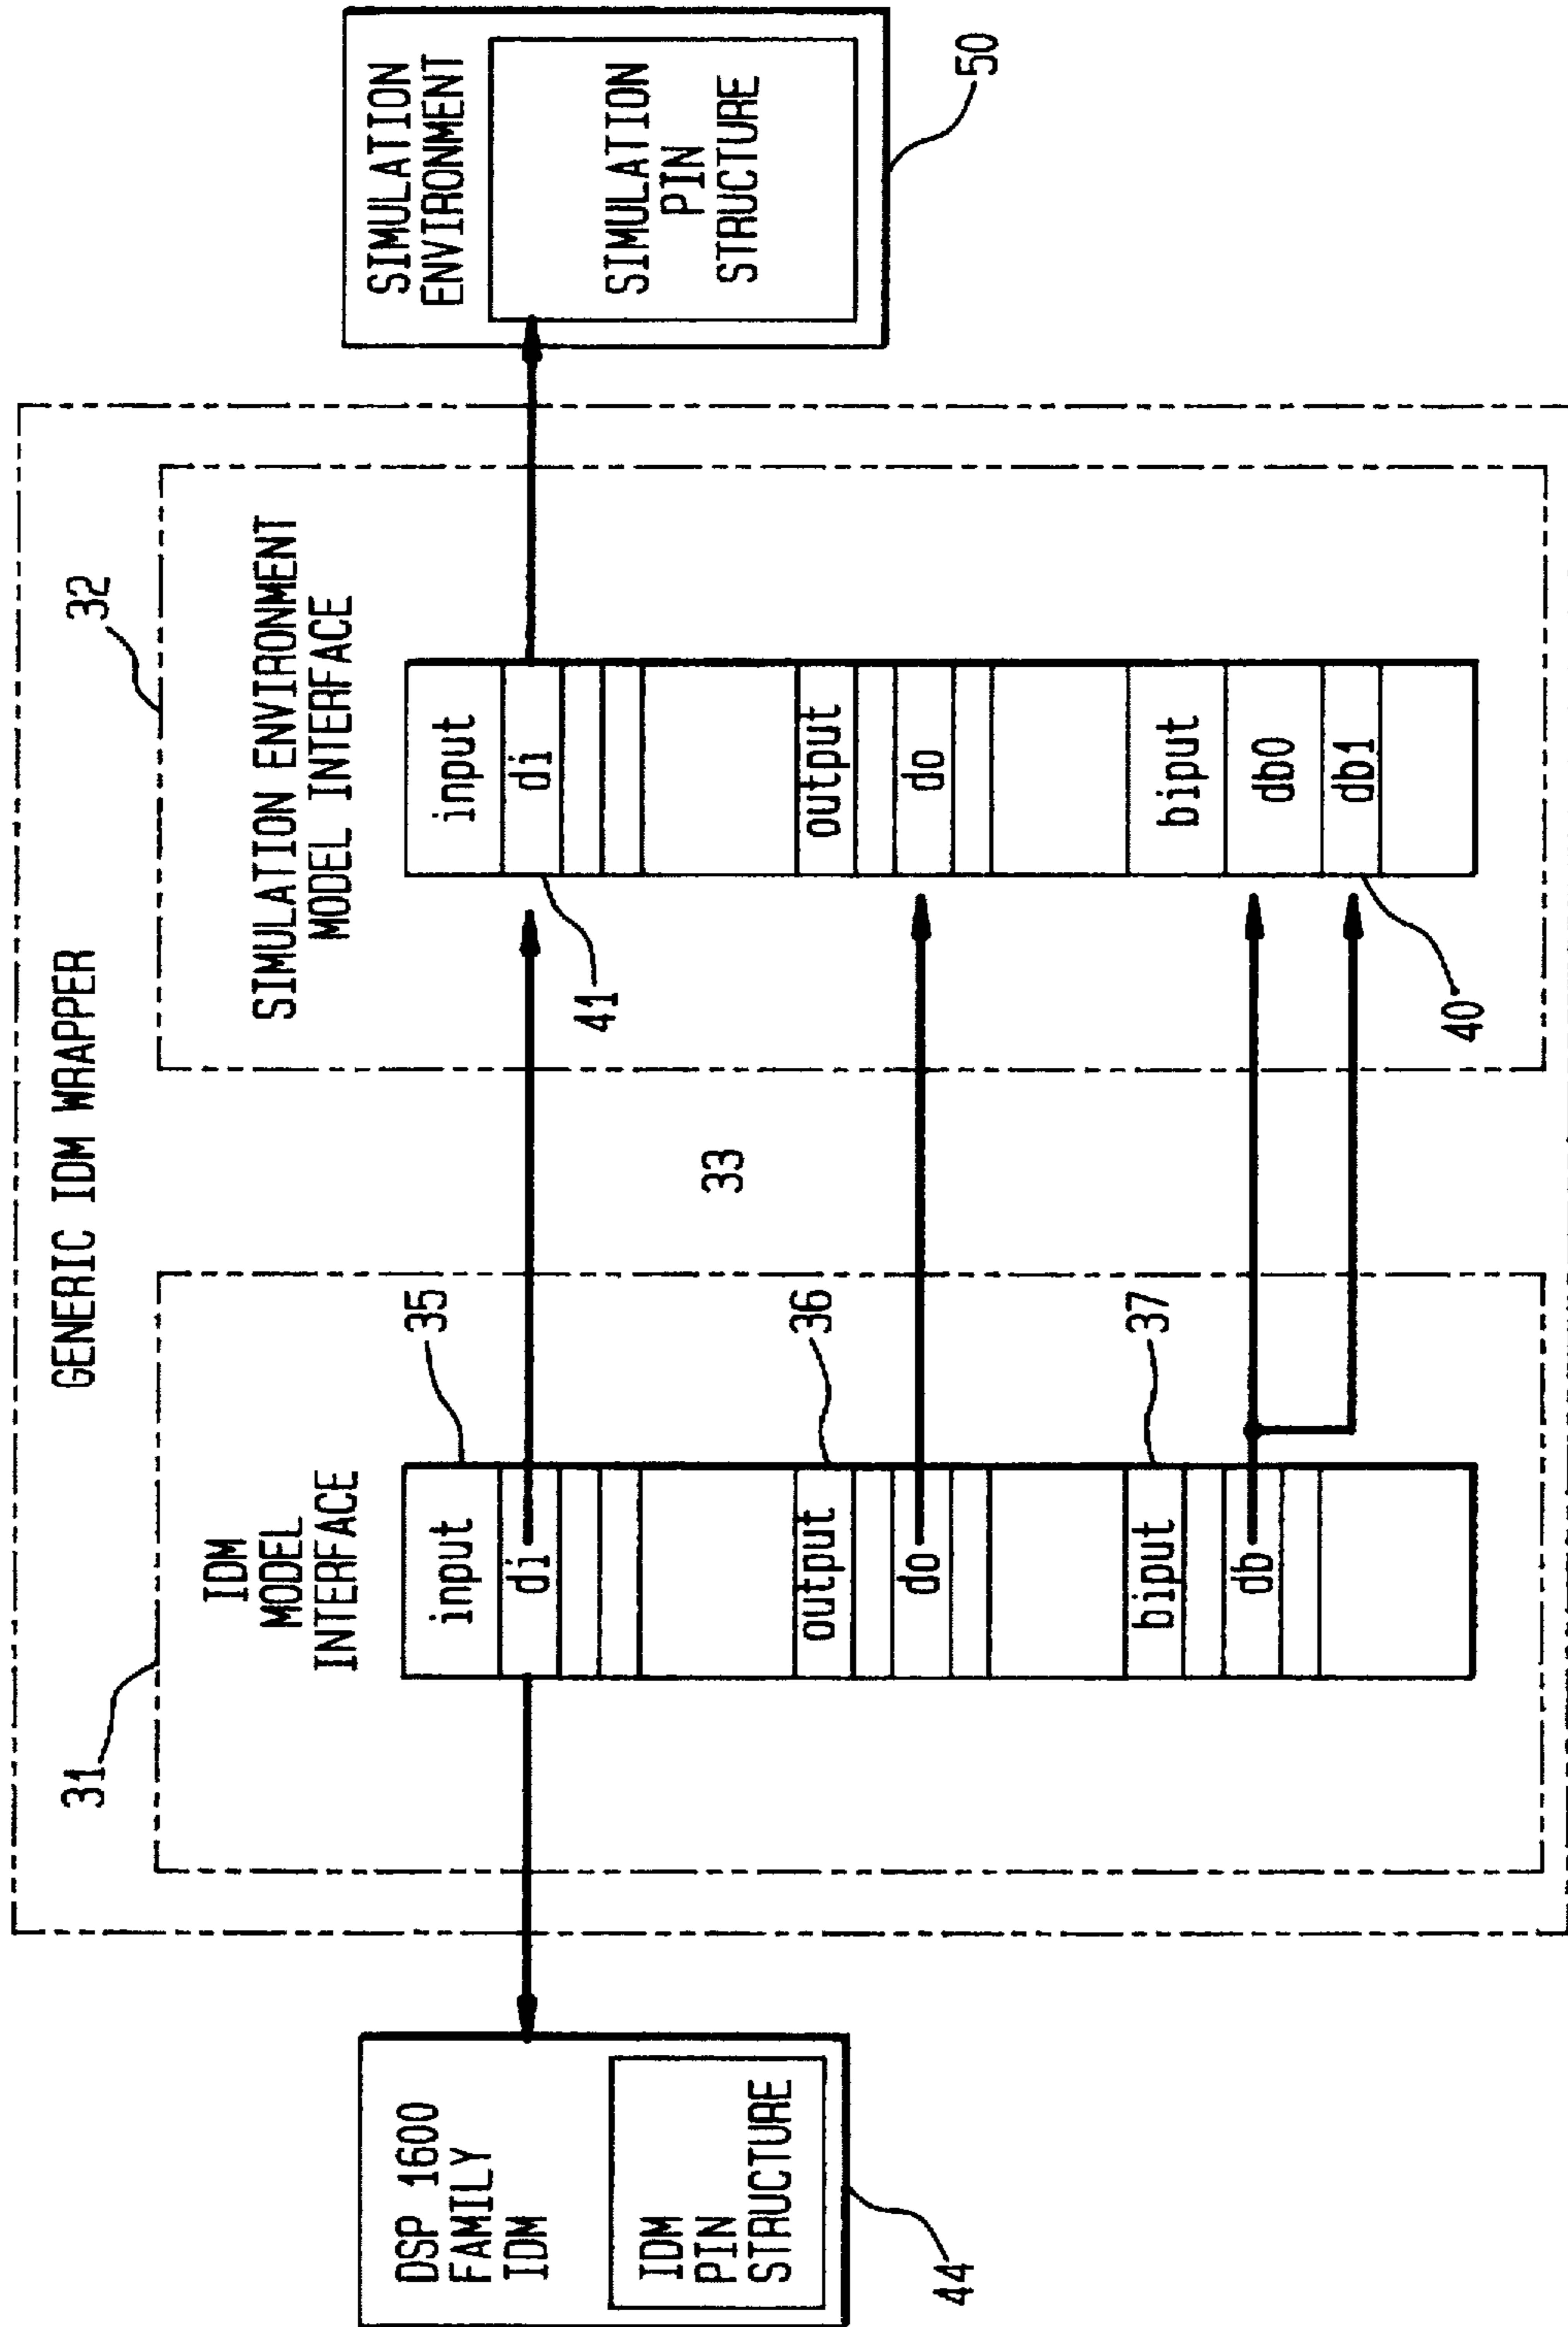 GENERIC IDM WRAPPER
31
32
DSP 1600
FAMILY
IDM
IDM
PIN
STRUCTURE
44
IDM
MODEL
INTERFACE
input
di
35
output
do
36
biput
db
37
33
SIMULATION ENVIRONMENT
MODEL INTERFACE
input
di
41
output
do
biput
db0
db1
40
SIMULATION
ENVIRONMENT
SIMULATION
PIN
STRUCTURE
50